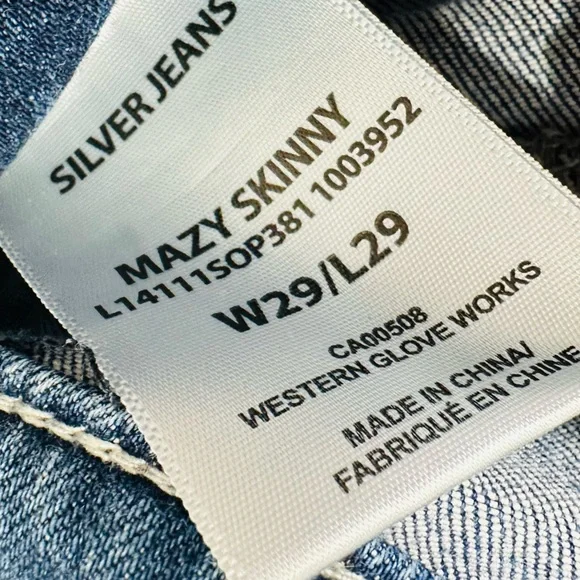 SILVER JEANS
MAZY SKINNY
L14111SOP381 1003952
W29/L29
CA00508
WESTERN GLOVE WORKS
MADE IN CHINA/
FABRIQUÉ EN CHINE